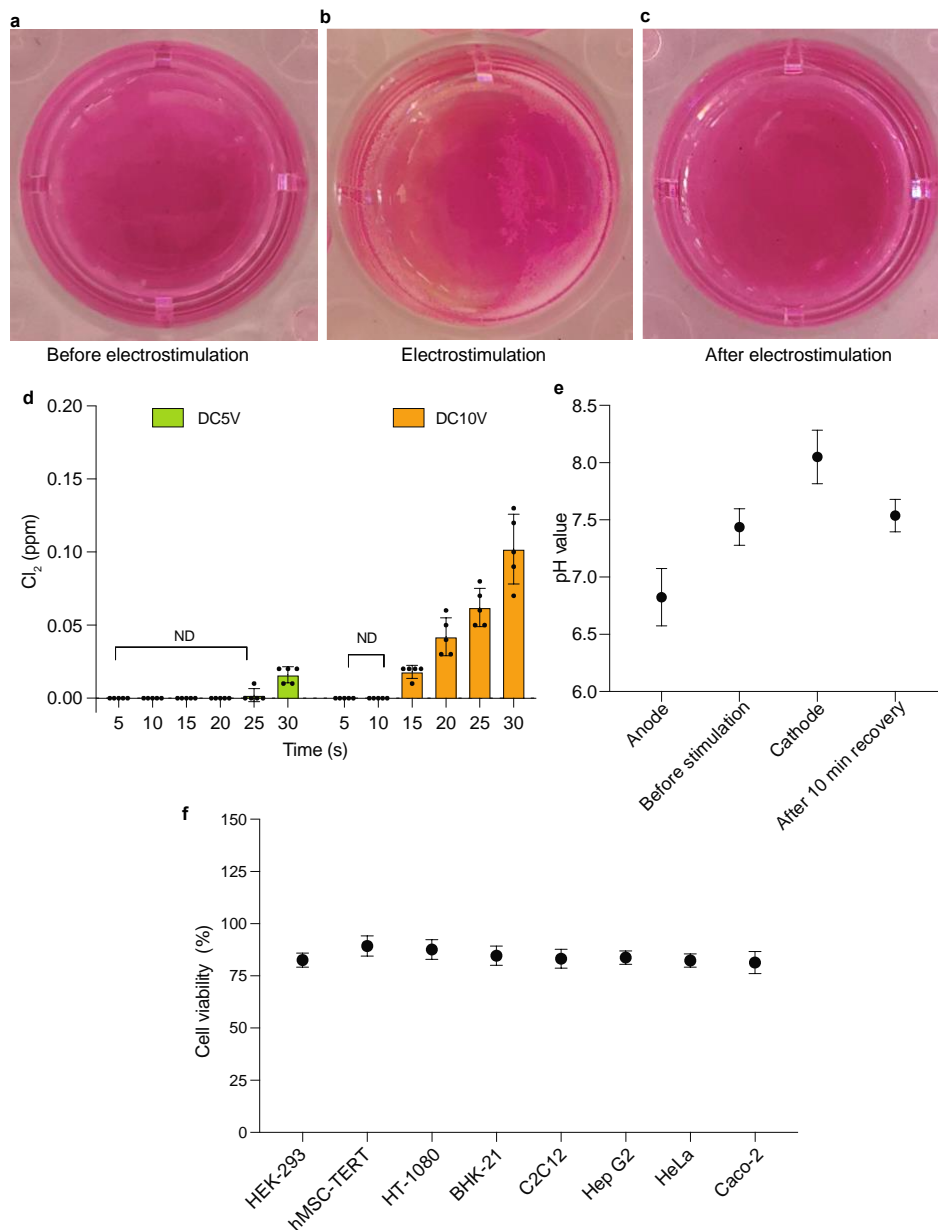 a
b
c
Before electrostimulation
Electrostimulation
After electrostimulation
d
DC5V
DC10V
0.20
0.15
0.10
0.05
0.00
Cl2 (ppm)
ND
ND
5 10 15 20 25 30 5 10 15 20 25 30
Time (s)
e
8.5
8.0
7.5
7.0
6.5
6.0
pH value
Anode
Before stimulation
Cathode
After 10 min recovery
f
150
125
100
75
50
25
0
Cell viability (%)
HEK-293
hMSC-TERT
HT-1080
BHK-21
C2C12
Hep G2
HeLa
Caco-2